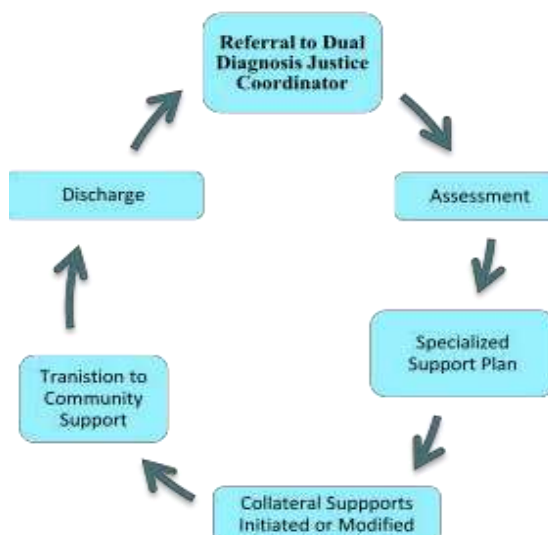 Referral to Dual
Diagnosis Justice
Coordinator
Assessment
Specialized
Support Plan
Collateral Suppports
Initiated or Modified
Tranistion to
Community
Support
Discharge